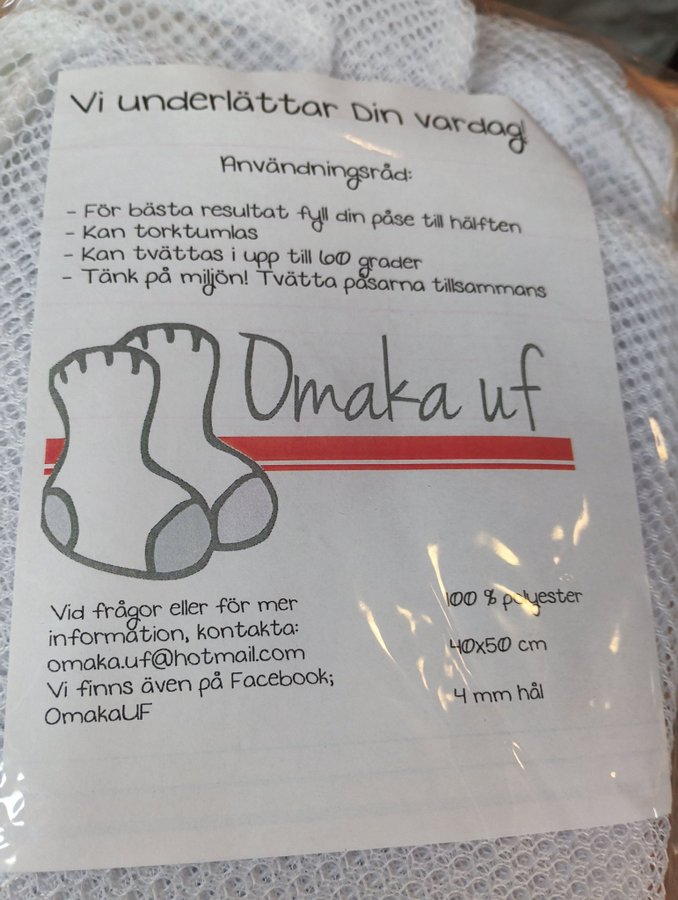 Vi underlättar Din vardag!
Användningsråd:
- För bästa resultat fyll din påse till hälften
- Kan torktumlas
- Kan tvättas i upp till 60 grader
- Tänk på miljön! Tvätta påsarna tillsammans
Omaka uf
Vid frågor eller för mer
information, kontakta:
omaka.uf@hotmail.com
Vi finns även på Facebook;
OmakaUF
100 % polyester
40x50 cm
4 mm hål